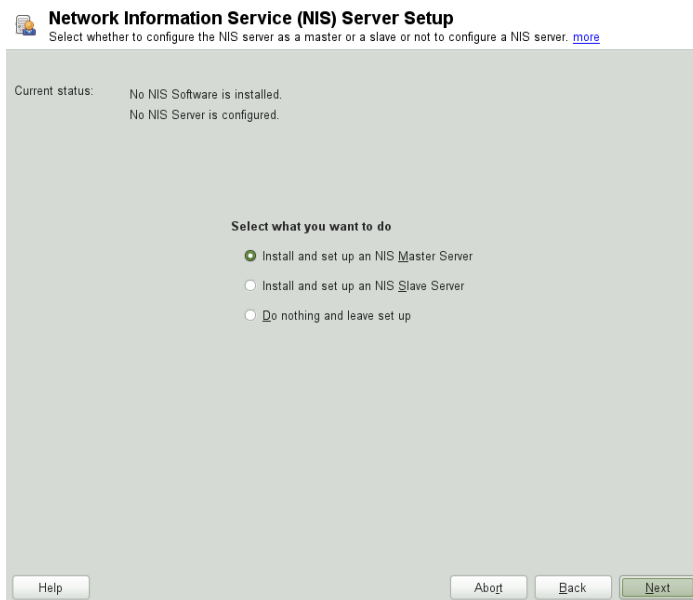 Network Information Service (NIS) Server Setup
Select whether to configure the NIS server as a master or a slave or not to configure a NIS server. more
Current status:
No NIS Software is installed.
No NIS Server is configured.
Select what you want to do
Install and set up an NIS Master Server
Install and set up an NIS Slave Server
Do nothing and leave set up
Help
Abort
Back
Next